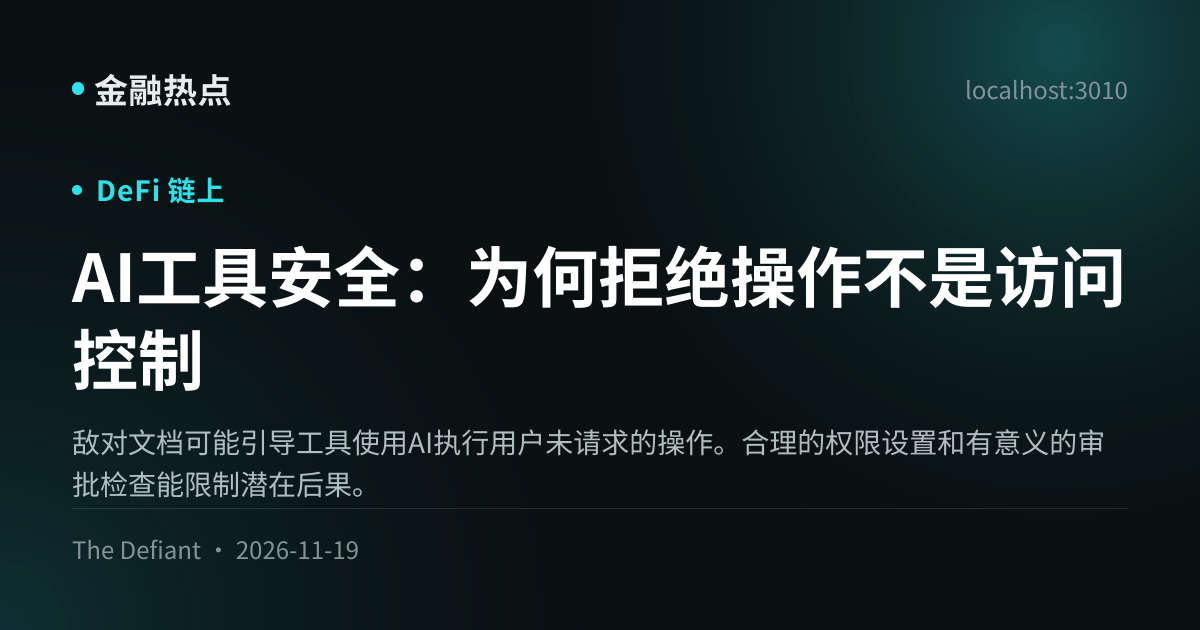 金融热点
localhost:3010
DeFi 链上
AI工具安全：为何拒绝操作不是访问
控制
敌对文档可能引导工具使用AI执行用户未请求的操作。合理的权限设置和有意义的审
批检查能限制潜在后果。
The Defiant · 2026-11-19